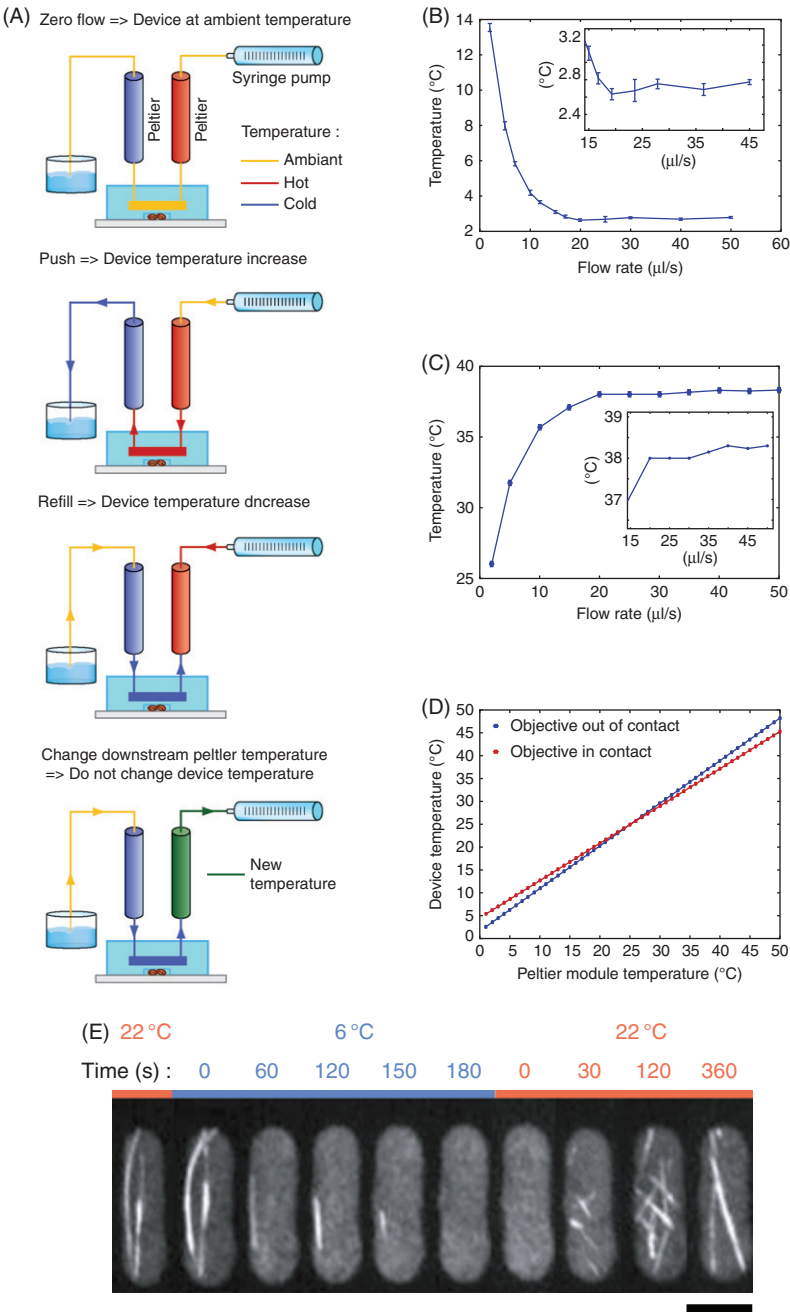 (A) Zero flow => Device at ambient temperature
Syringe pump
Peltier
Peltier
Temperature :
Ambiant
Hot
Cold
Push => Device temperature increase
Refill => Device temperature dncrease
Change downstream peltler temperature
=> Do not change device temperature
New
temperature
(B)
Temperature (°C)
14
12
10
8
6
4
2
0 10 20 30 40 50 60
Flow rate (µl/s)
(°C)
3.2
2.8
2.4
15 25 35 45
(µl/s)
(C)
Temperature (°C)
40
35
30
25
0 10 20 30 40 50
Flow rate (µl/s)
(°C)
39
38
37
15 25 35 45
(µl/s)
(D)
Device temperature (°C)
50
45
40
35
30
25
20
15
10
5
0
Objective out of contact
Objective in contact
0 5 10 15 20 25 30 35 40 45 50
Peltier module temperature (°C)
(E) 22 °C 6 °C 22 °C
Time (s) : 0 60 120 150 180 0 30 120 360